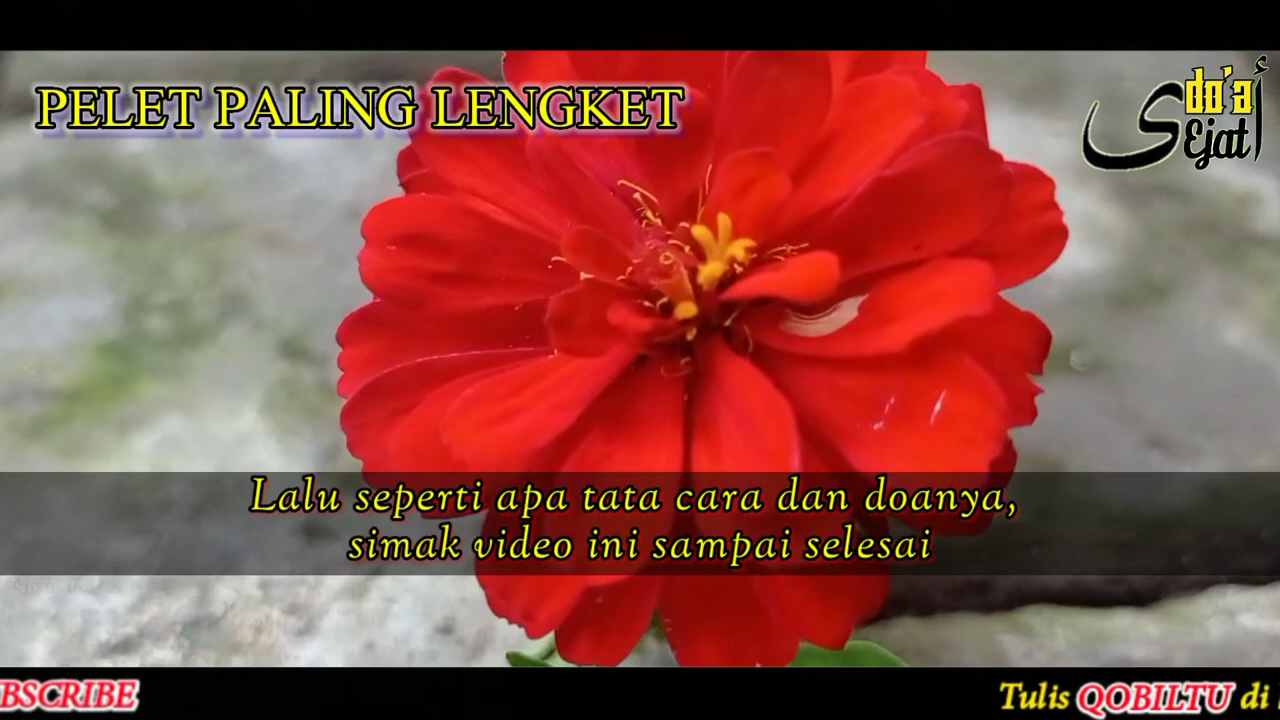 PELET PALING LENGKET
do'a
Ejati
Lalu seperti apa tata cara dan doanya,
simak video ini sampai selesai
BSCRIBE
Tulis QOBILTU di